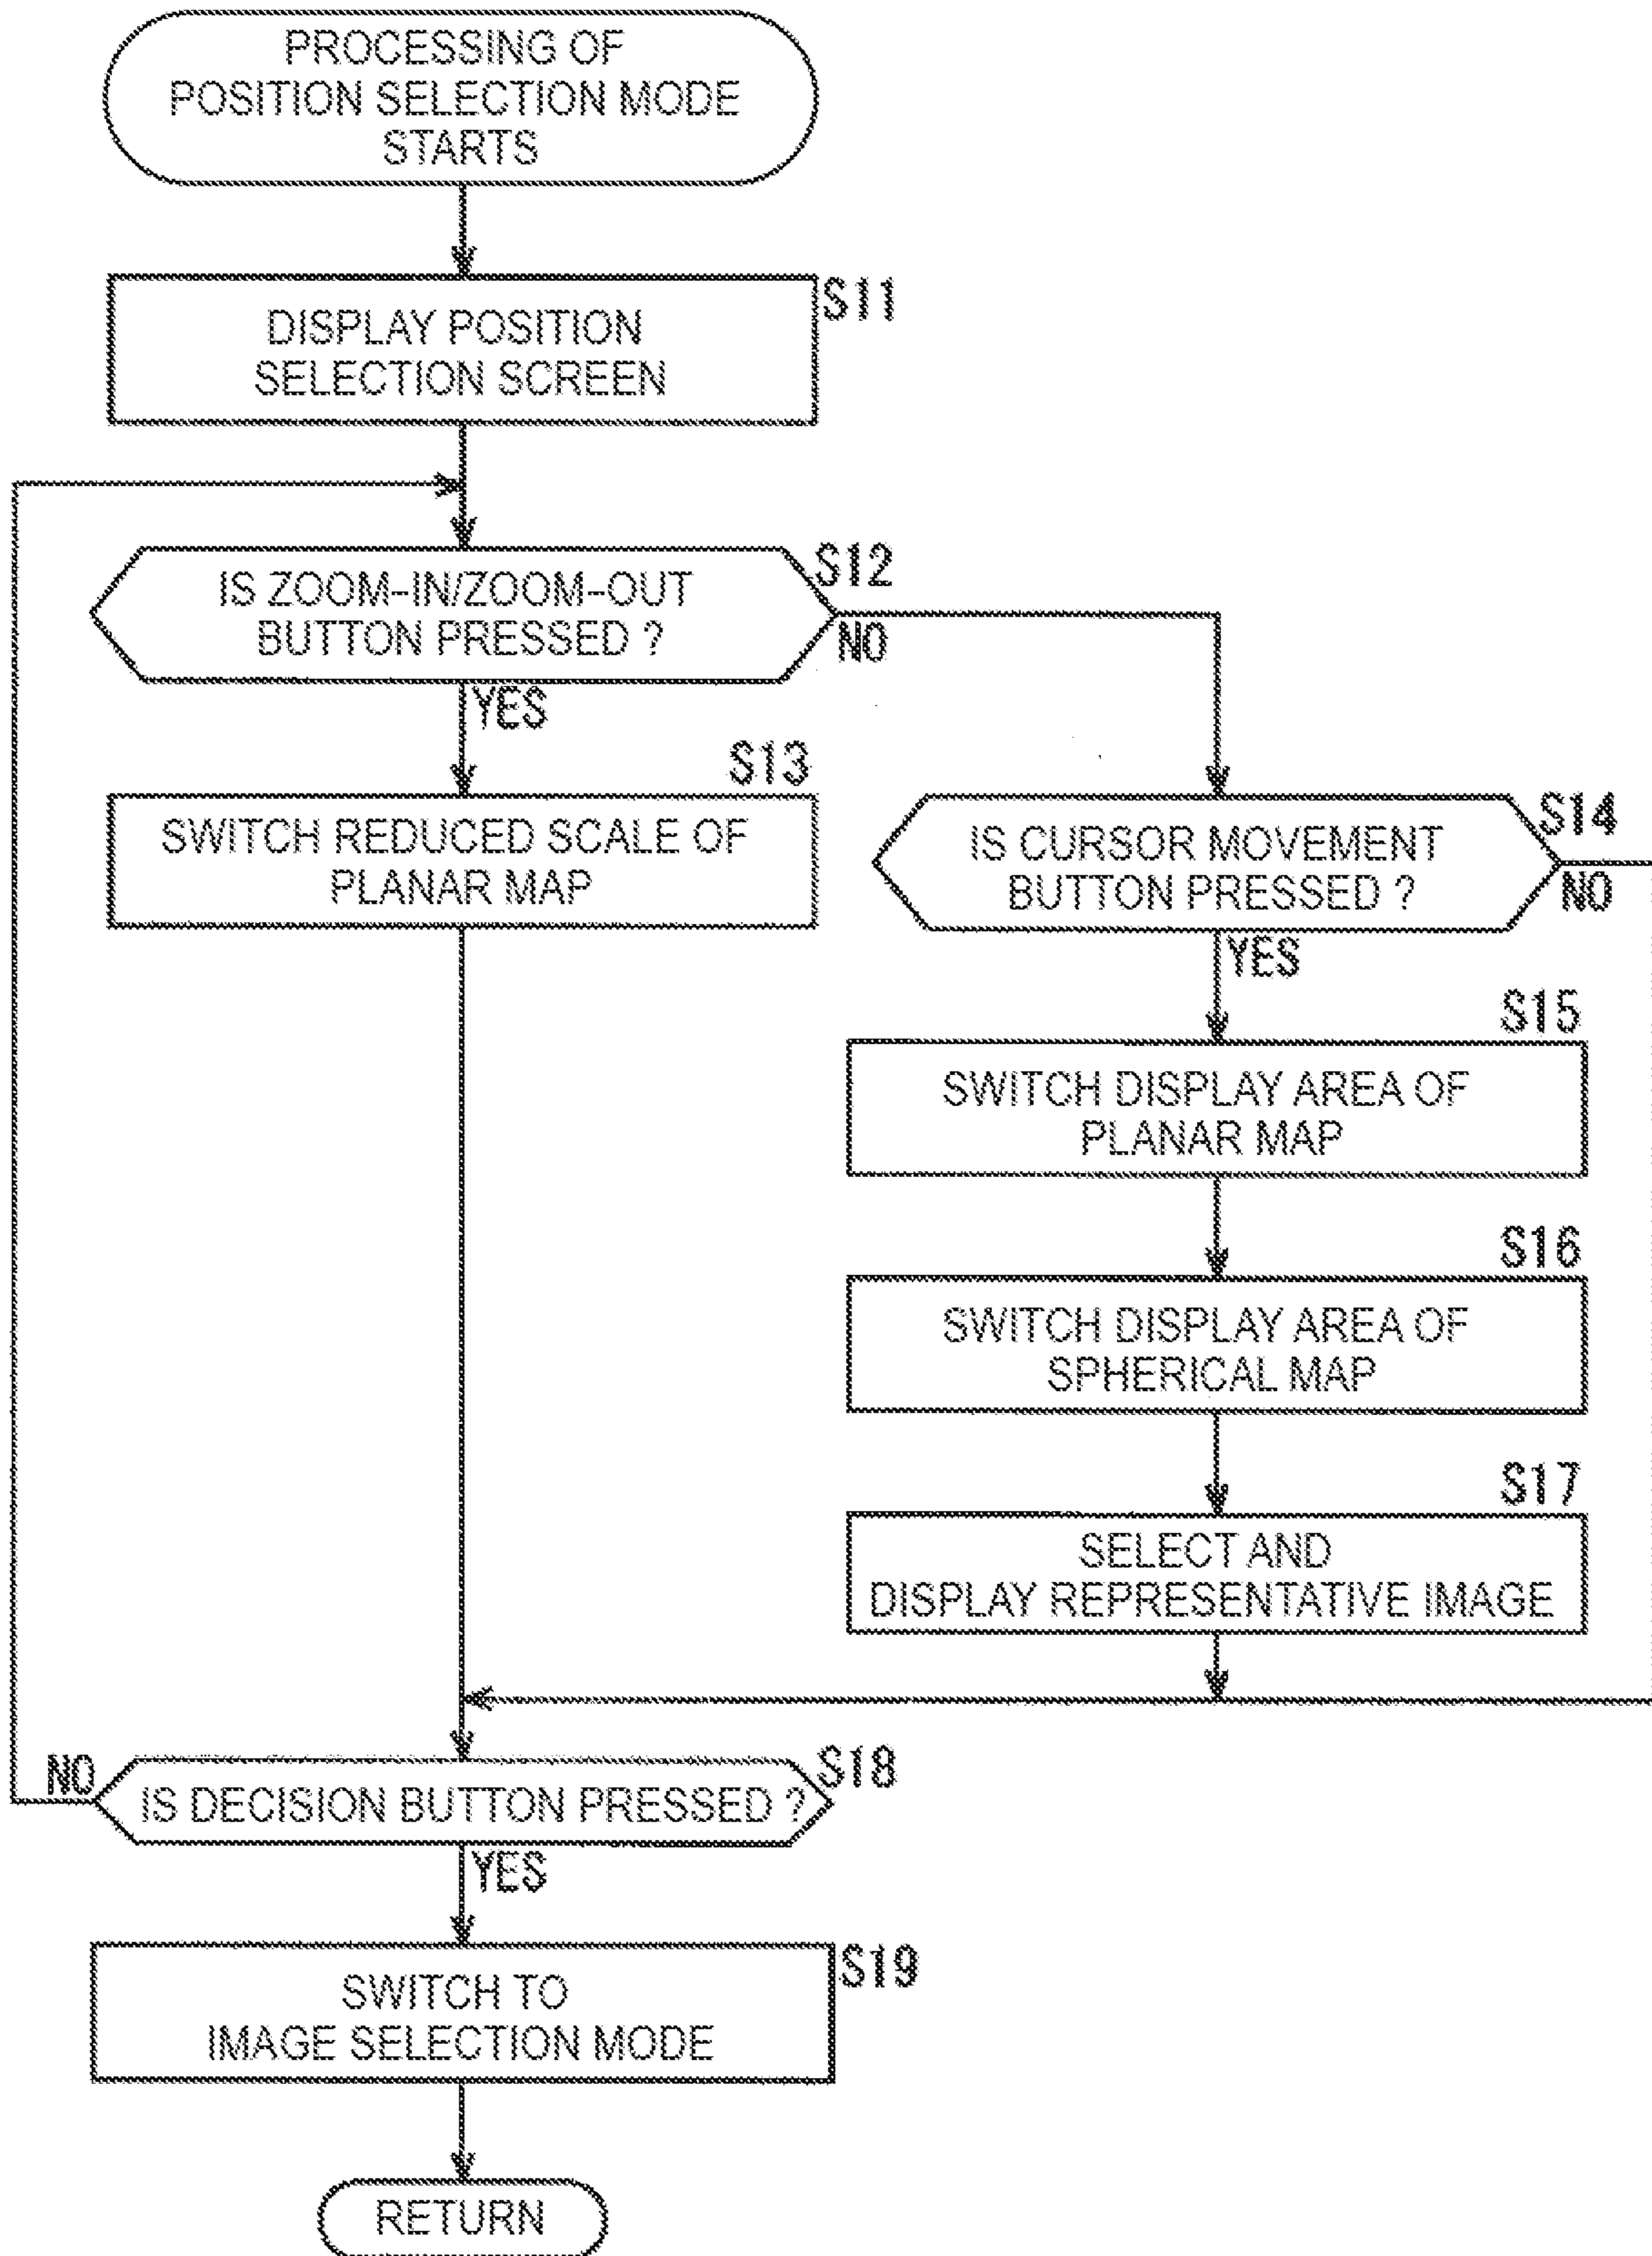 PROCESSING OF
POSITION SELECTION MODE
STARTS
S11
DISPLAY POSITION
SELECTION SCREEN
S12
IS ZOOM-IN/ZOOM-OUT
BUTTON PRESSED ?
NO
YES
S13
SWITCH REDUCED SCALE OF
PLANAR MAP
S14
IS CURSOR MOVEMENT
BUTTON PRESSED ?
NO
YES
S15
SWITCH DISPLAY AREA OF
PLANAR MAP
S16
SWITCH DISPLAY AREA OF
SPHERICAL MAP
S17
SELECT AND
DISPLAY REPRESENTATIVE IMAGE
S18
NO
IS DECISION BUTTON PRESSED ?
YES
S19
SWITCH TO
IMAGE SELECTION MODE
RETURN